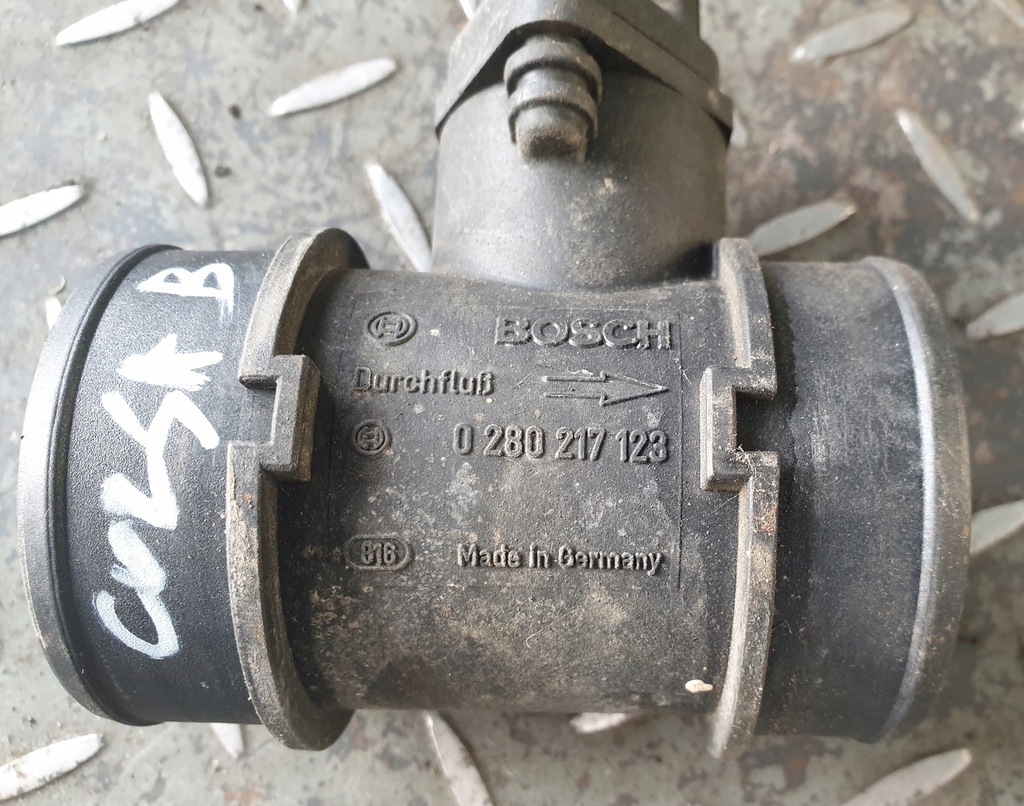 BOSCH
Durchfluß
0 280 217 123
816
Made In Germany
CORSA B